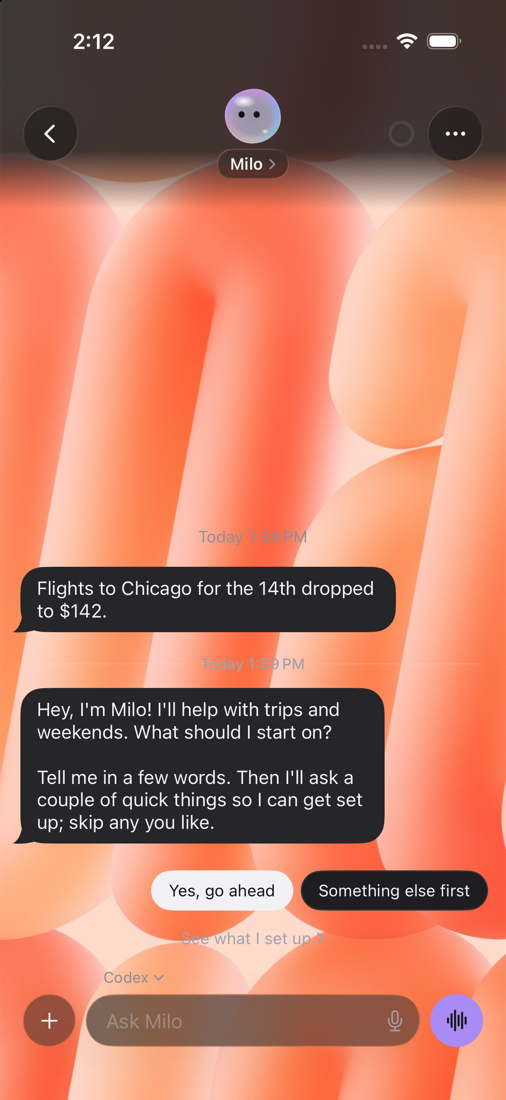 2:12
Milo
Today 1:34 PM
Flights to Chicago for the 14th dropped
to $142.
Today 1:59 PM
Hey, I'm Milo! I'll help with trips and
weekends. What should I start on?
Tell me in a few words. Then I'll ask a
couple of quick things so I can get set
up; skip any you like.
Yes, go ahead
Something else first
See what I set up
Codex
Ask Milo